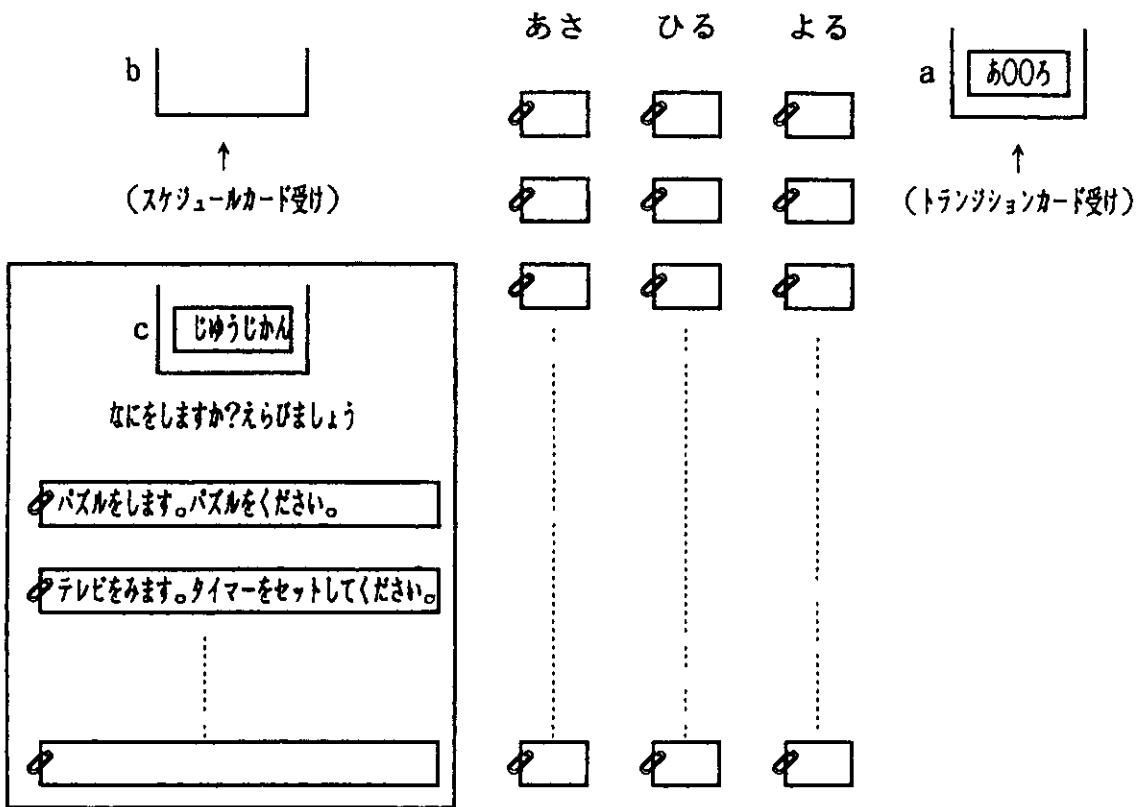 あさ ひる よる
b
(スケジュールカード受け)
a
あ〇〇ろ
(トランジションカード受け)
c
じゆうじかん
なにをしますか?えらびましょう
パズルをします。パズルをください。
テレビをみます。タイマーをセットしてください。